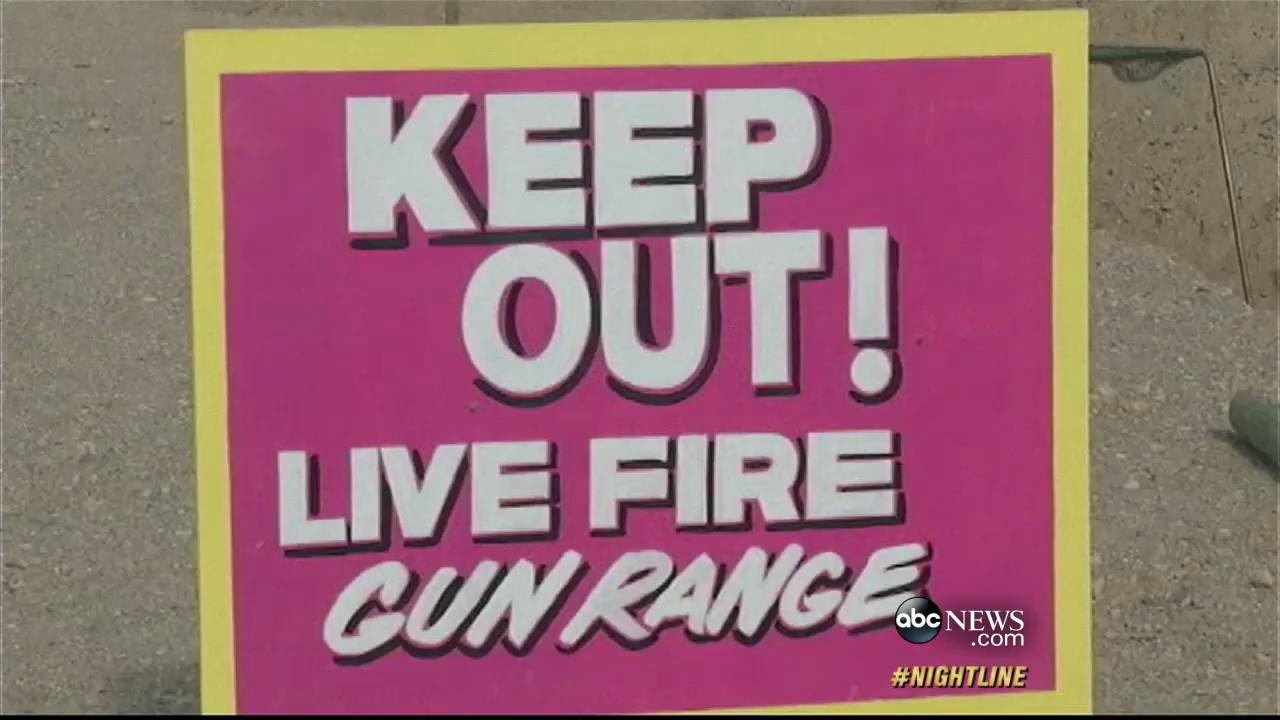 KEEP
OUT!
LIVE FIRE
GUN RANGE
abc NEWS
.com
#NIGHTLINE